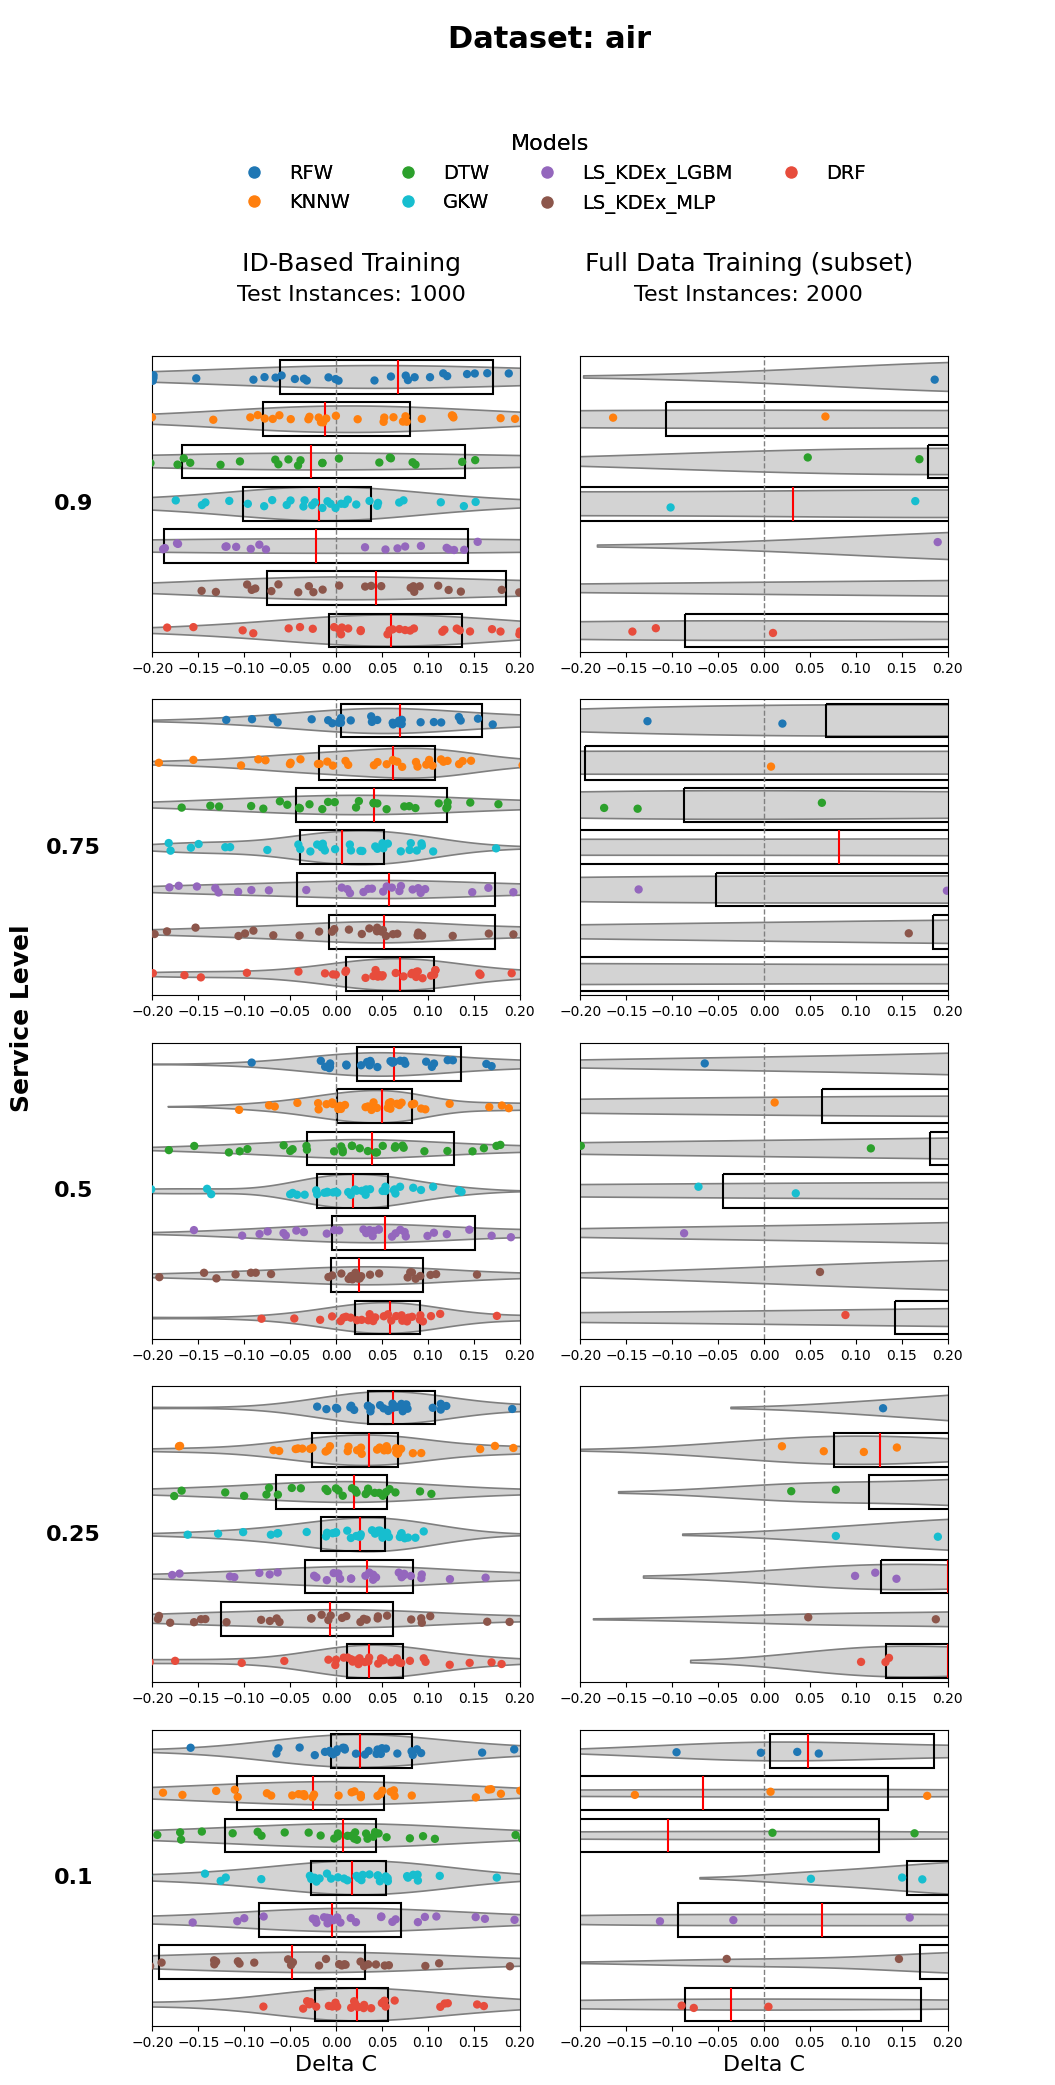 Dataset: air
Models
RFW DTW LS_KDEx_LGBM DRF
KNNW GKW LS_KDEx_MLP
ID-Based Training Full Data Training (subset)
Test Instances: 1000 Test Instances: 2000
0.9
−0.20 −0.15 −0.10 −0.05 0.00 0.05 0.10 0.15 0.20 −0.20 −0.15 −0.10 −0.05 0.00 0.05 0.10 0.15 0.20
0.75
−0.20 −0.15 −0.10 −0.05 0.00 0.05 0.10 0.15 0.20 −0.20 −0.15 −0.10 −0.05 0.00 0.05 0.10 0.15 0.20
Service Level
0.5
−0.20 −0.15 −0.10 −0.05 0.00 0.05 0.10 0.15 0.20 −0.20 −0.15 −0.10 −0.05 0.00 0.05 0.10 0.15 0.20
0.25
−0.20 −0.15 −0.10 −0.05 0.00 0.05 0.10 0.15 0.20 −0.20 −0.15 −0.10 −0.05 0.00 0.05 0.10 0.15 0.20
0.1
−0.20 −0.15 −0.10 −0.05 0.00 0.05 0.10 0.15 0.20 −0.20 −0.15 −0.10 −0.05 0.00 0.05 0.10 0.15 0.20
Delta C Delta C